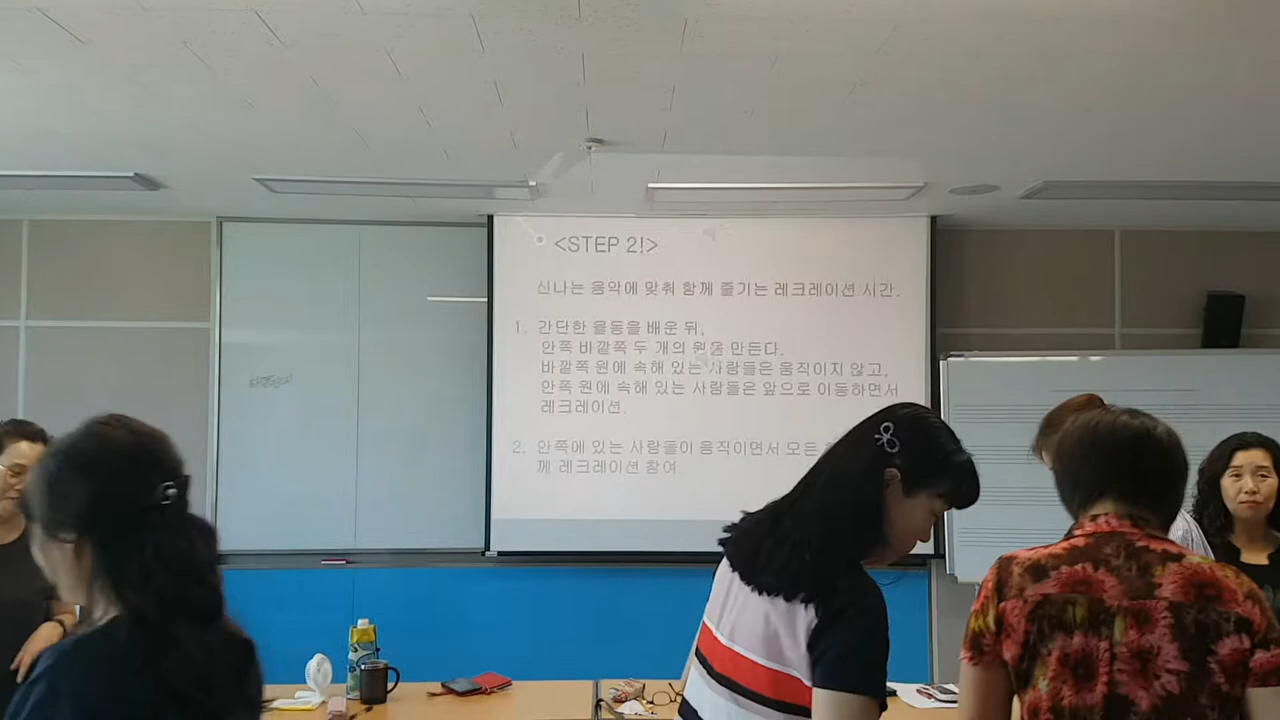 <STEP 2!>
신나는 음악에 맞춰 함께 즐기는 레크레이션 시간.
1. 간단한 율동을 배운 뒤,
안쪽 바깥쪽 두 개의 원을 만든다.
바깥쪽 원에 속해 있는 사람들은 움직이지 않고,
안쪽 원에 속해 있는 사람들은 앞으로 이동하면서
레크레이션.
2. 안쪽에 있는 사람들이 움직이면서 모든
께 레크레이션 참여